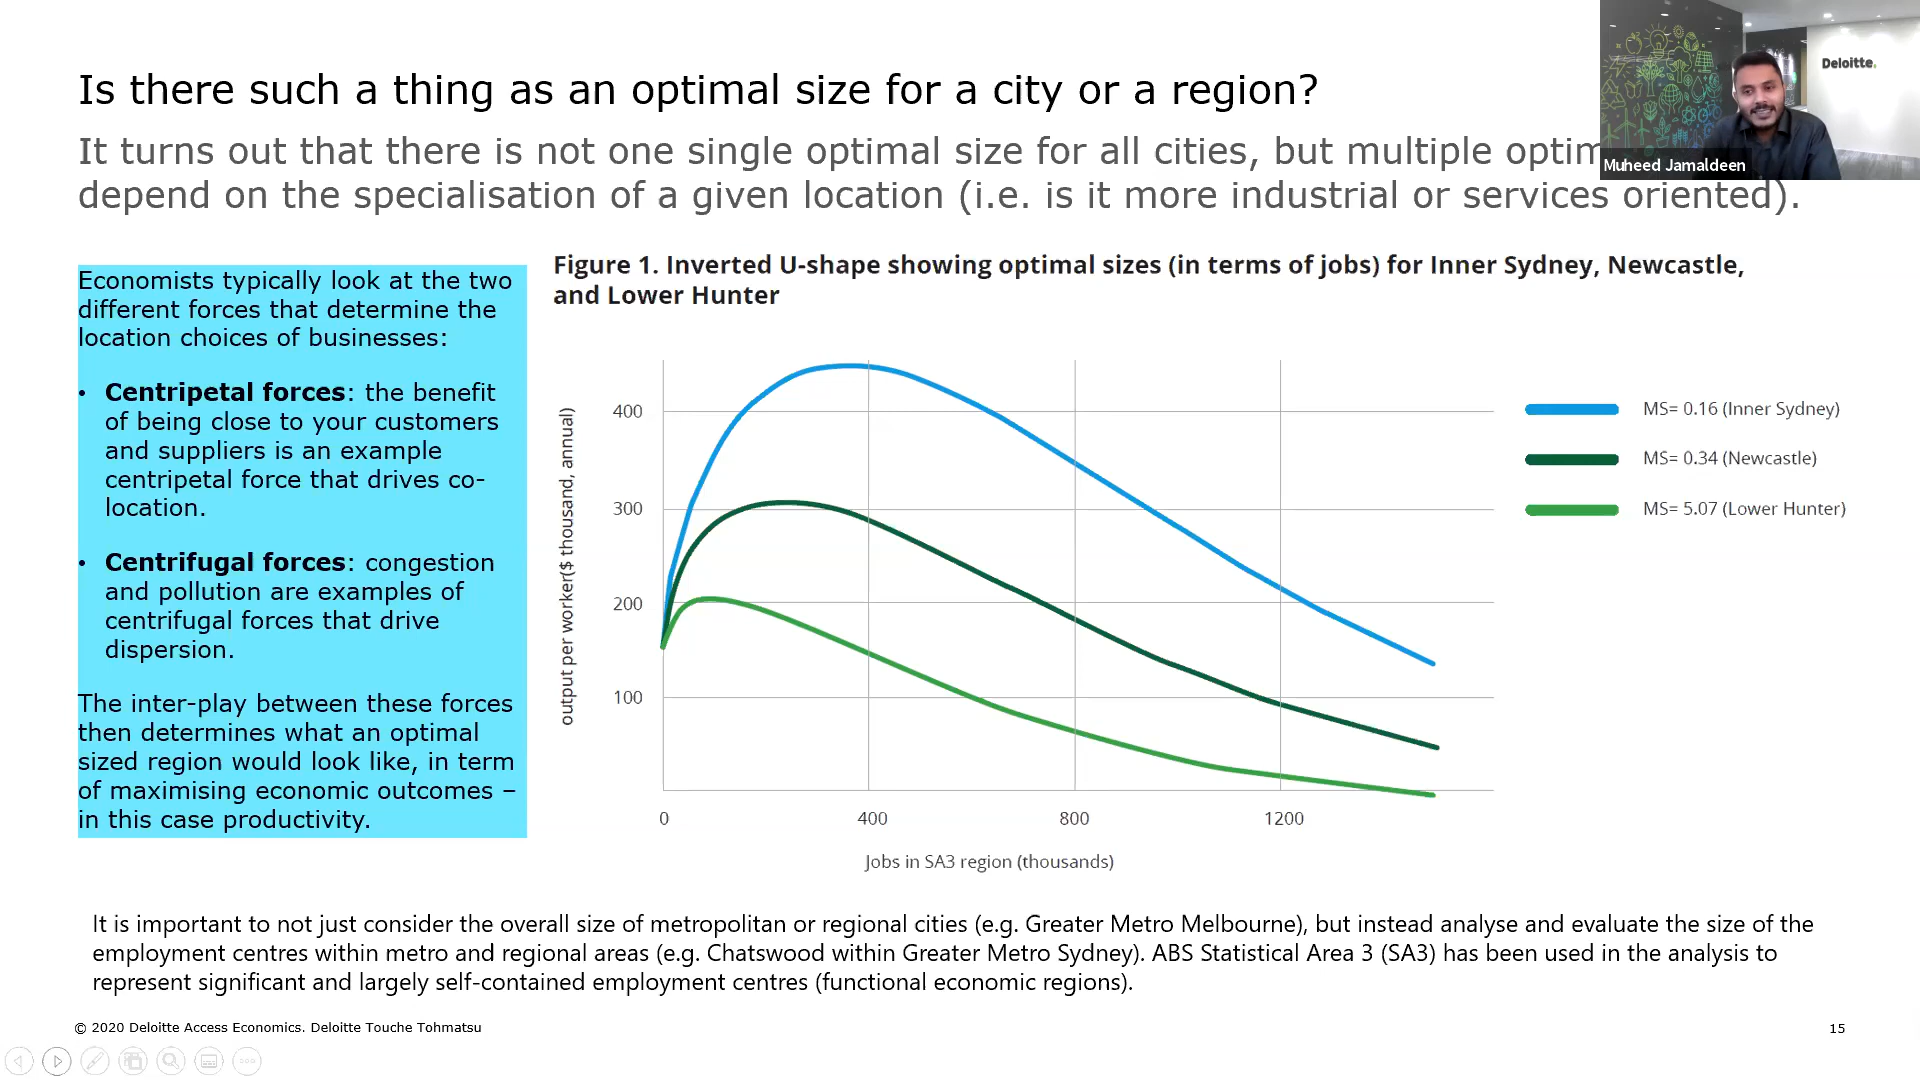 Is there such a thing as an optimal size for a city or a region?
Deloitte.
Muheed Jamaldeen
It turns out that there is not one single optimal size for all cities, but multiple optim
depend on the specialisation of a given location (i.e. is it more industrial or services oriented).
Economists typically look at the two
different forces that determine the
location choices of businesses:
• Centripetal forces: the benefit
of being close to your customers
and suppliers is an example
centripetal force that drives co-
location.
• Centrifugal forces: congestion
and pollution are examples of
centrifugal forces that drive
dispersion.
The inter-play between these forces
then determines what an optimal
sized region would look like, in term
of maximising economic outcomes –
in this case productivity.
Figure 1. Inverted U-shape showing optimal sizes (in terms of jobs) for Inner Sydney, Newcastle,
and Lower Hunter
output per worker($ thousand, annual)
400
300
200
100
0 400 800 1200
Jobs in SA3 region (thousands)
MS= 0.16 (Inner Sydney)
MS= 0.34 (Newcastle)
MS= 5.07 (Lower Hunter)
It is important to not just consider the overall size of metropolitan or regional cities (e.g. Greater Metro Melbourne), but instead analyse and evaluate the size of the
employment centres within metro and regional areas (e.g. Chatswood within Greater Metro Sydney). ABS Statistical Area 3 (SA3) has been used in the analysis to
represent significant and largely self-contained employment centres (functional economic regions).
© 2020 Deloitte Access Economics. Deloitte Touche Tohmatsu
15